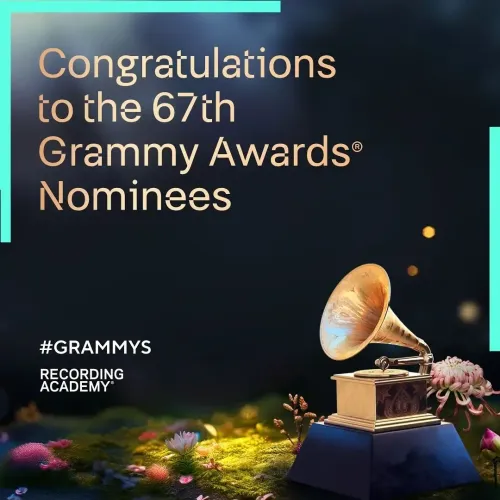 Congratulations
to the 67th
Grammy Awards®
Nominees
#GRAMMYS
RECORDING
ACADEMY®